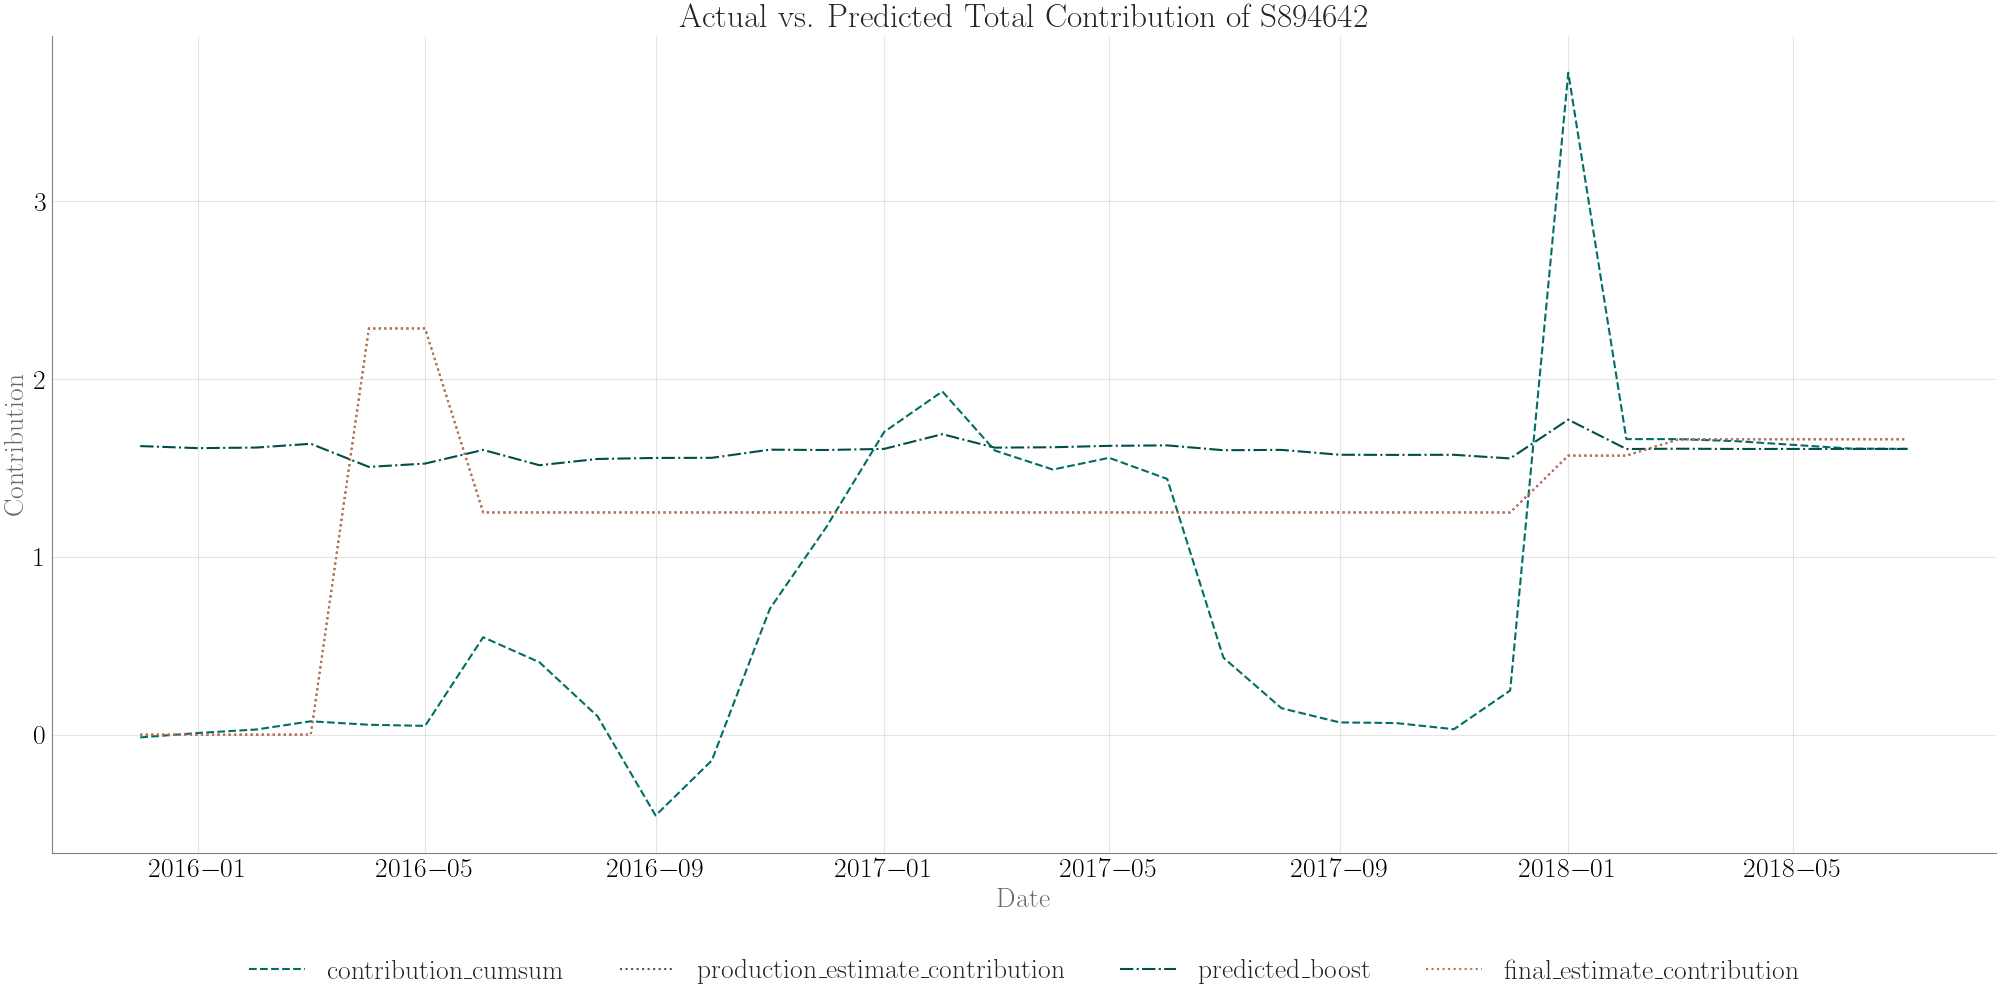 Actual vs. Predicted Total Contribution of S894642
Contribution
3
2
1
0
2016−01 2016−05 2016−09 2017−01 2017−05 2017−09 2018−01 2018−05
Date
contribution_cumsum production_estimate_contribution predicted_boost final_estimate_contribution